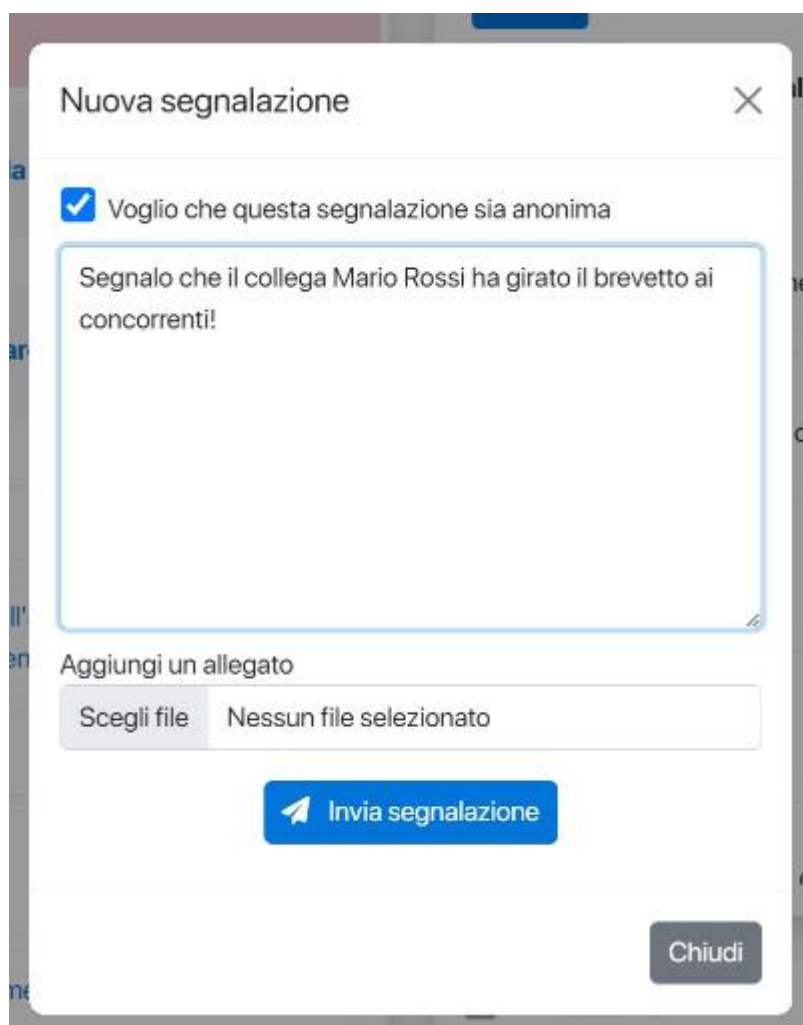 Nuova segnalazione
Voglio che questa segnalazione sia anonima
Segnalo che il collega Mario Rossi ha girato il brevetto ai
concorrenti!
Aggiungi un allegato
Scegli file Nessun file selezionato
Invia segnalazione
Chiudi